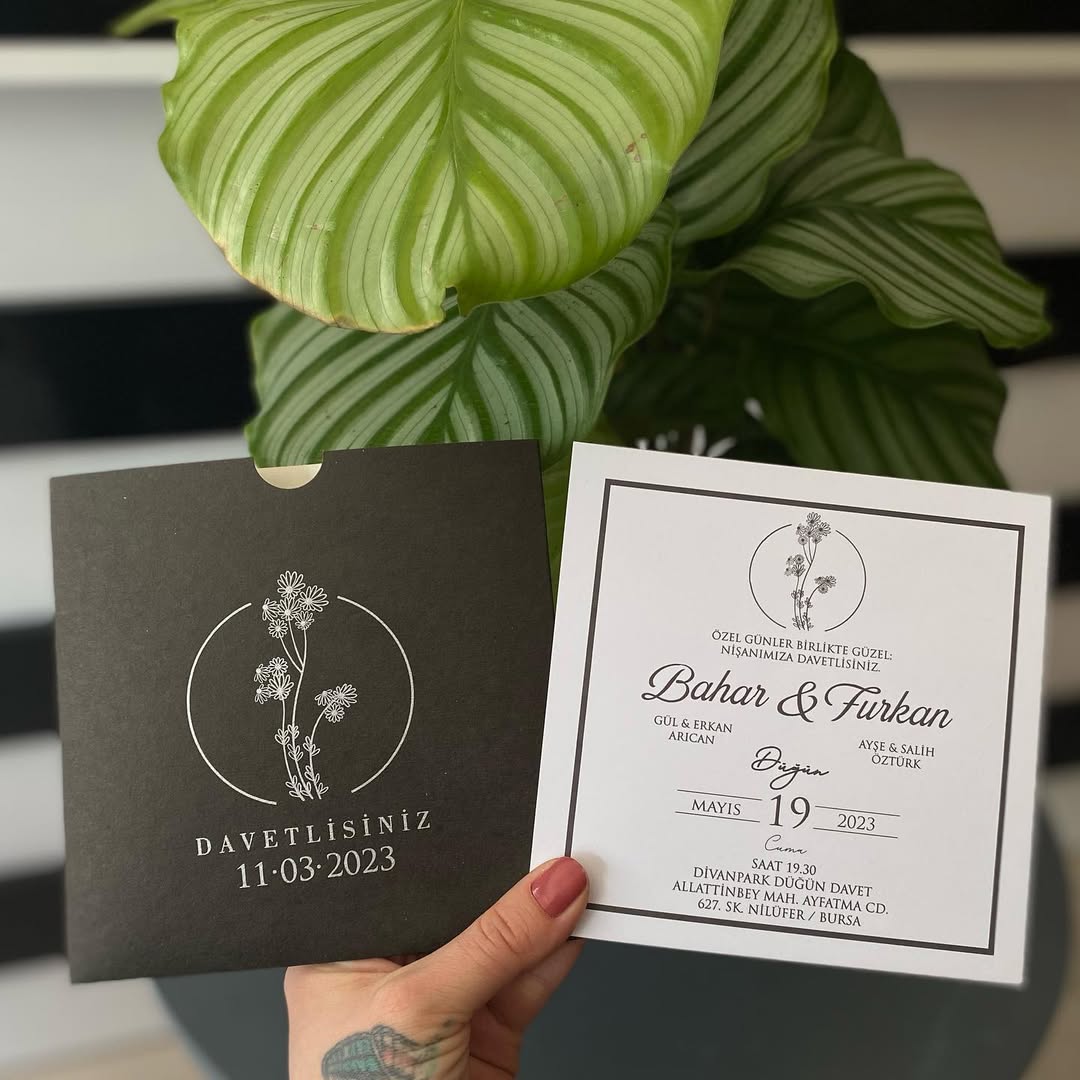 DAVETLİSİNİZ
11·03·2023
ÖZEL GÜNLER BİRLİKTE GÜZEL;
NİŞANIMIZA DAVETLİSİNİZ.
Bahar & Furkan
GÜL & ERKAN
ARICAN
AYŞE & SALİH
ÖZTÜRK
Düğün
MAYIS 19 2023
Cuma
SAAT 19.30
DİVANPARK DÜĞÜN DAVET
ALLATTİNBEY MAH. AYFATMA CD.
627. SK. NİLÜFER / BURSA